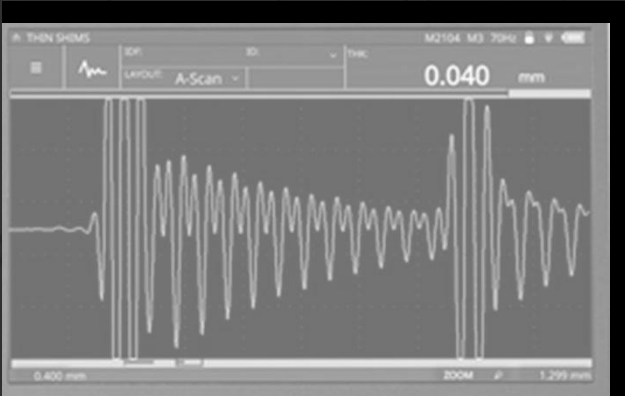 THIN SHIMS M2104 M3 70Hz
IDF: ID: THK:
LAYOUT: A-Scan 0.040 mm
0.400 mm ZOOM 1.299 mm